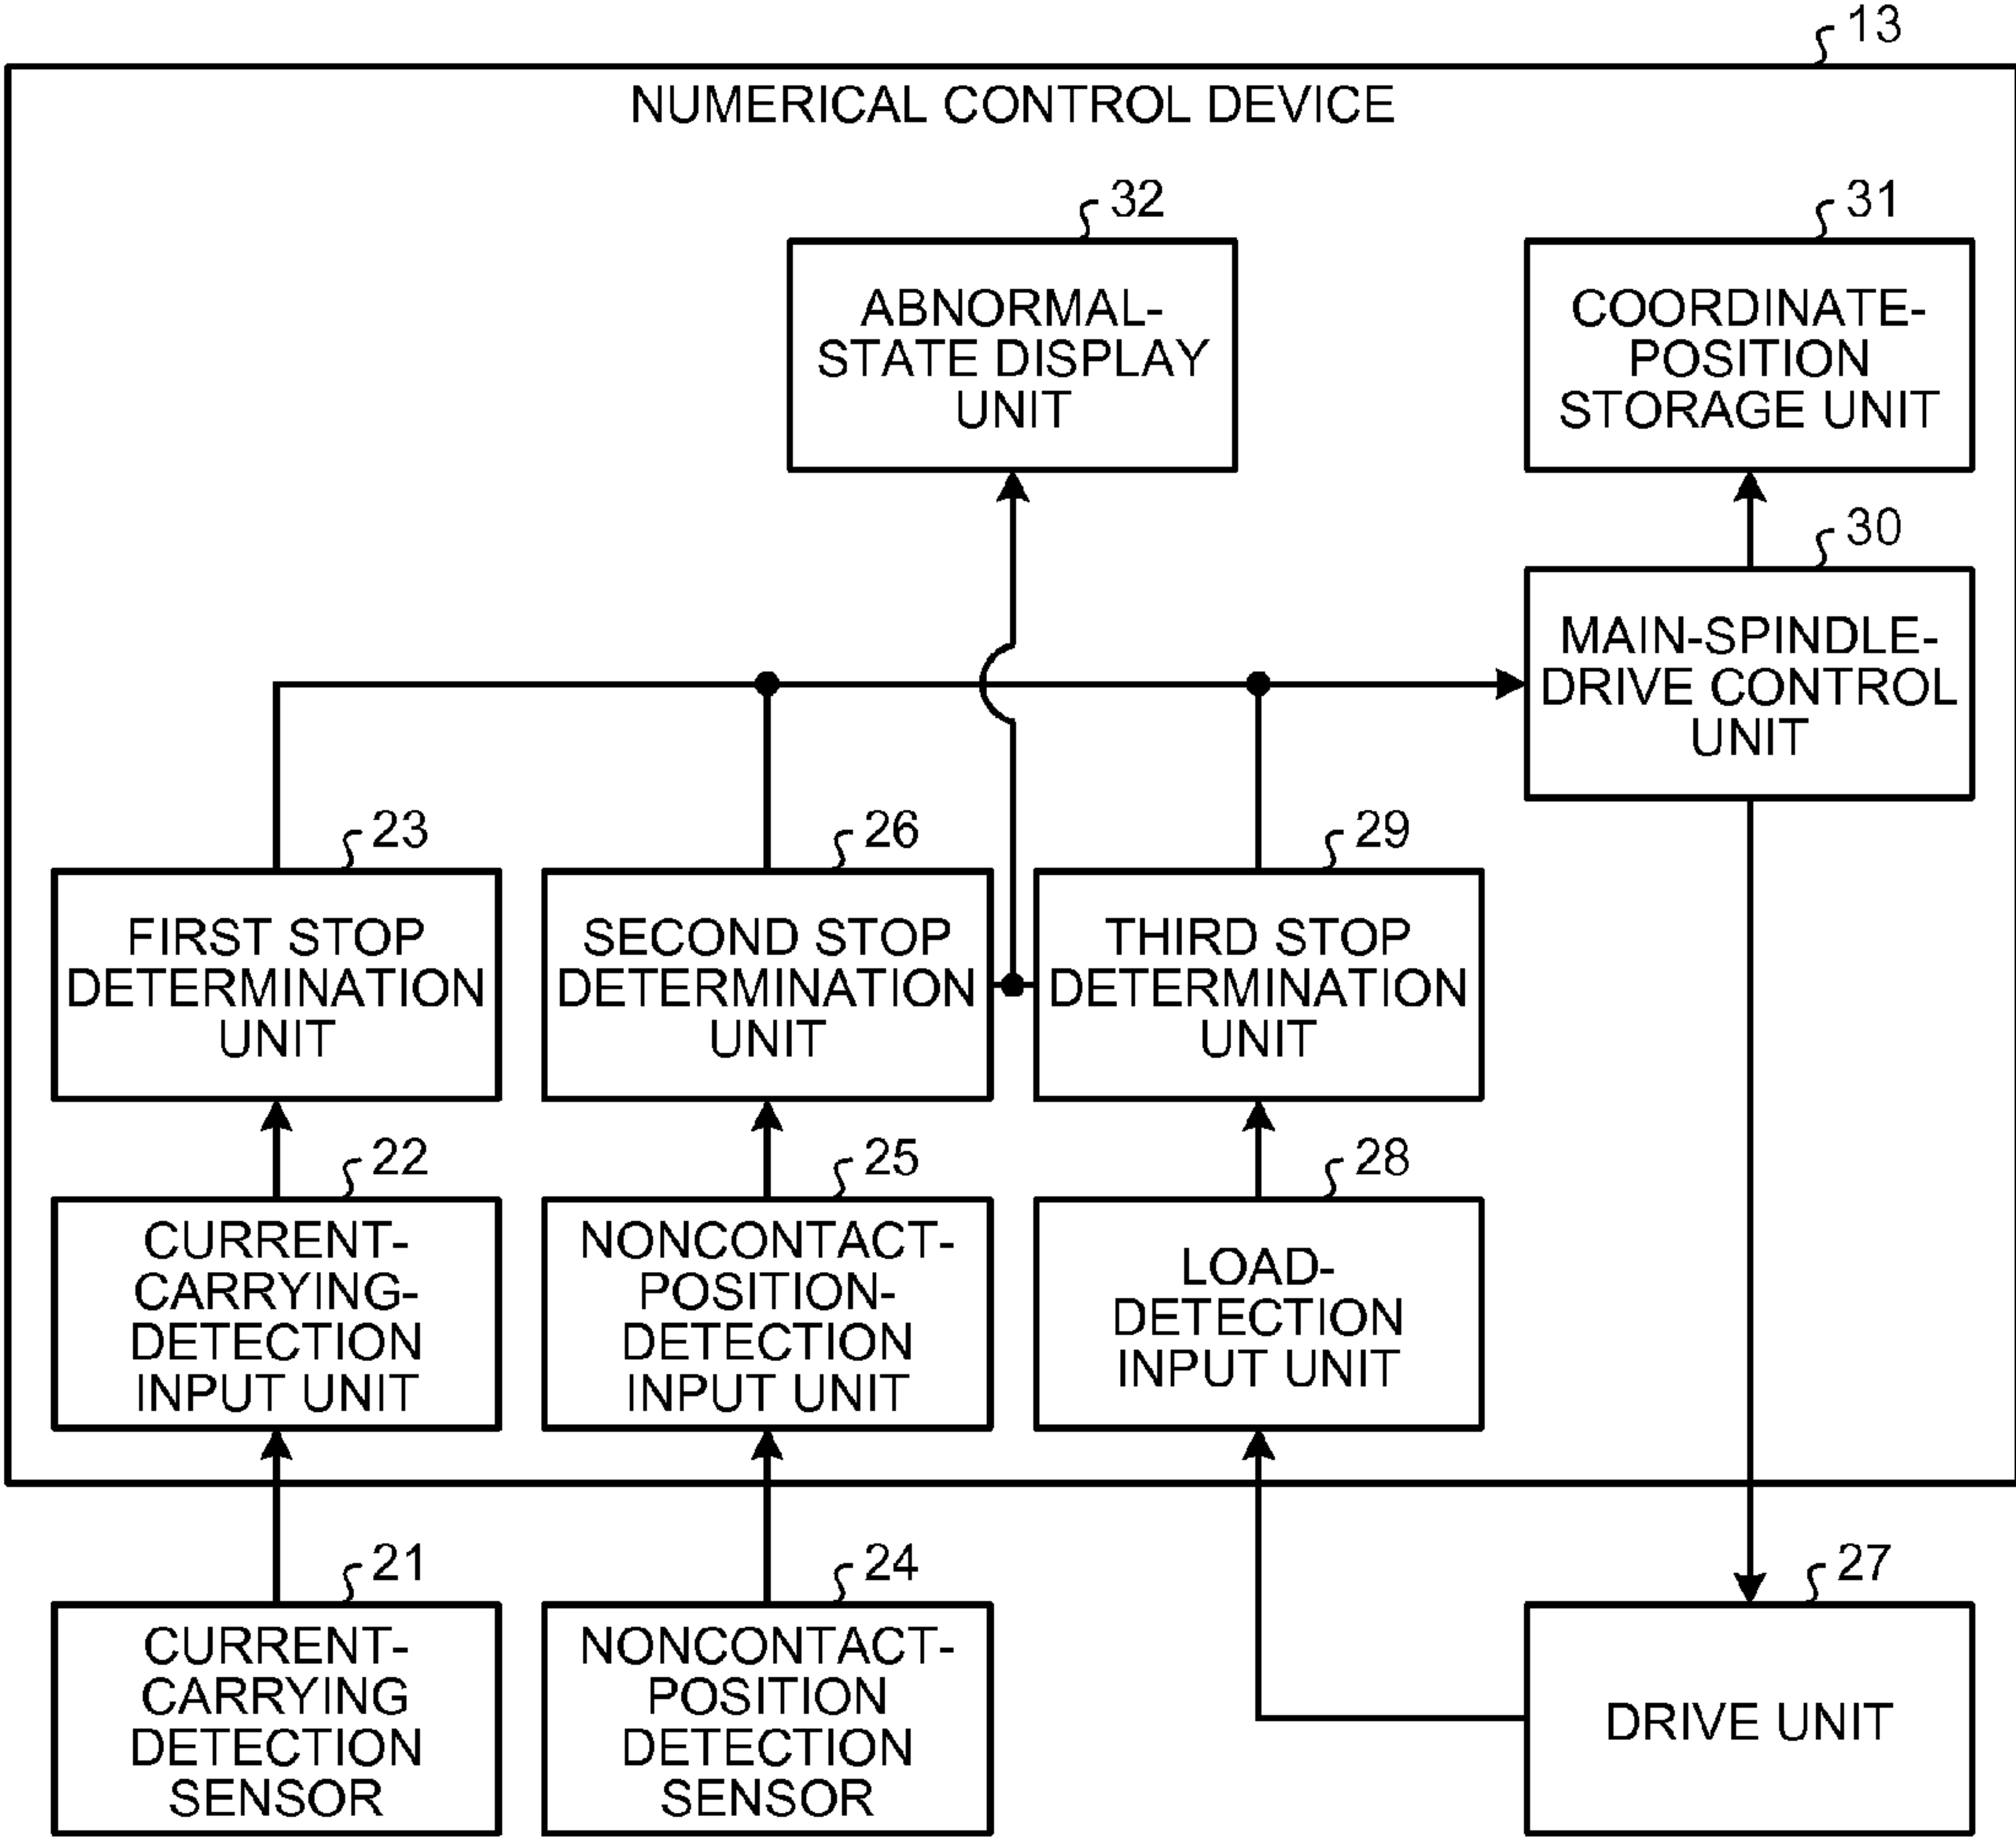 13
NUMERICAL CONTROL DEVICE
32
ABNORMAL-
STATE DISPLAY
UNIT
31
COORDINATE-
POSITION
STORAGE UNIT
30
MAIN-SPINDLE-
DRIVE CONTROL
UNIT
23
FIRST STOP
DETERMINATION
UNIT
26
SECOND STOP
DETERMINATION
UNIT
29
THIRD STOP
DETERMINATION
UNIT
22
CURRENT-
CARRYING-
DETECTION
INPUT UNIT
25
NONCONTACT-
POSITION-
DETECTION
INPUT UNIT
28
LOAD-
DETECTION
INPUT UNIT
21
CURRENT-
CARRYING
DETECTION
SENSOR
24
NONCONTACT-
POSITION
DETECTION
SENSOR
27
DRIVE UNIT